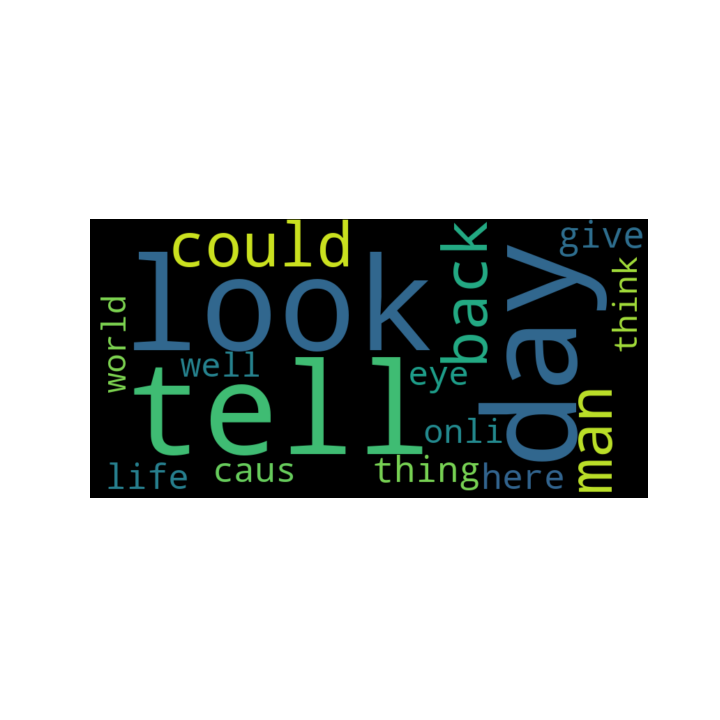 could
give
look
back
day
think
world
well
tell
eye
man
onli
life
caus
thing
here